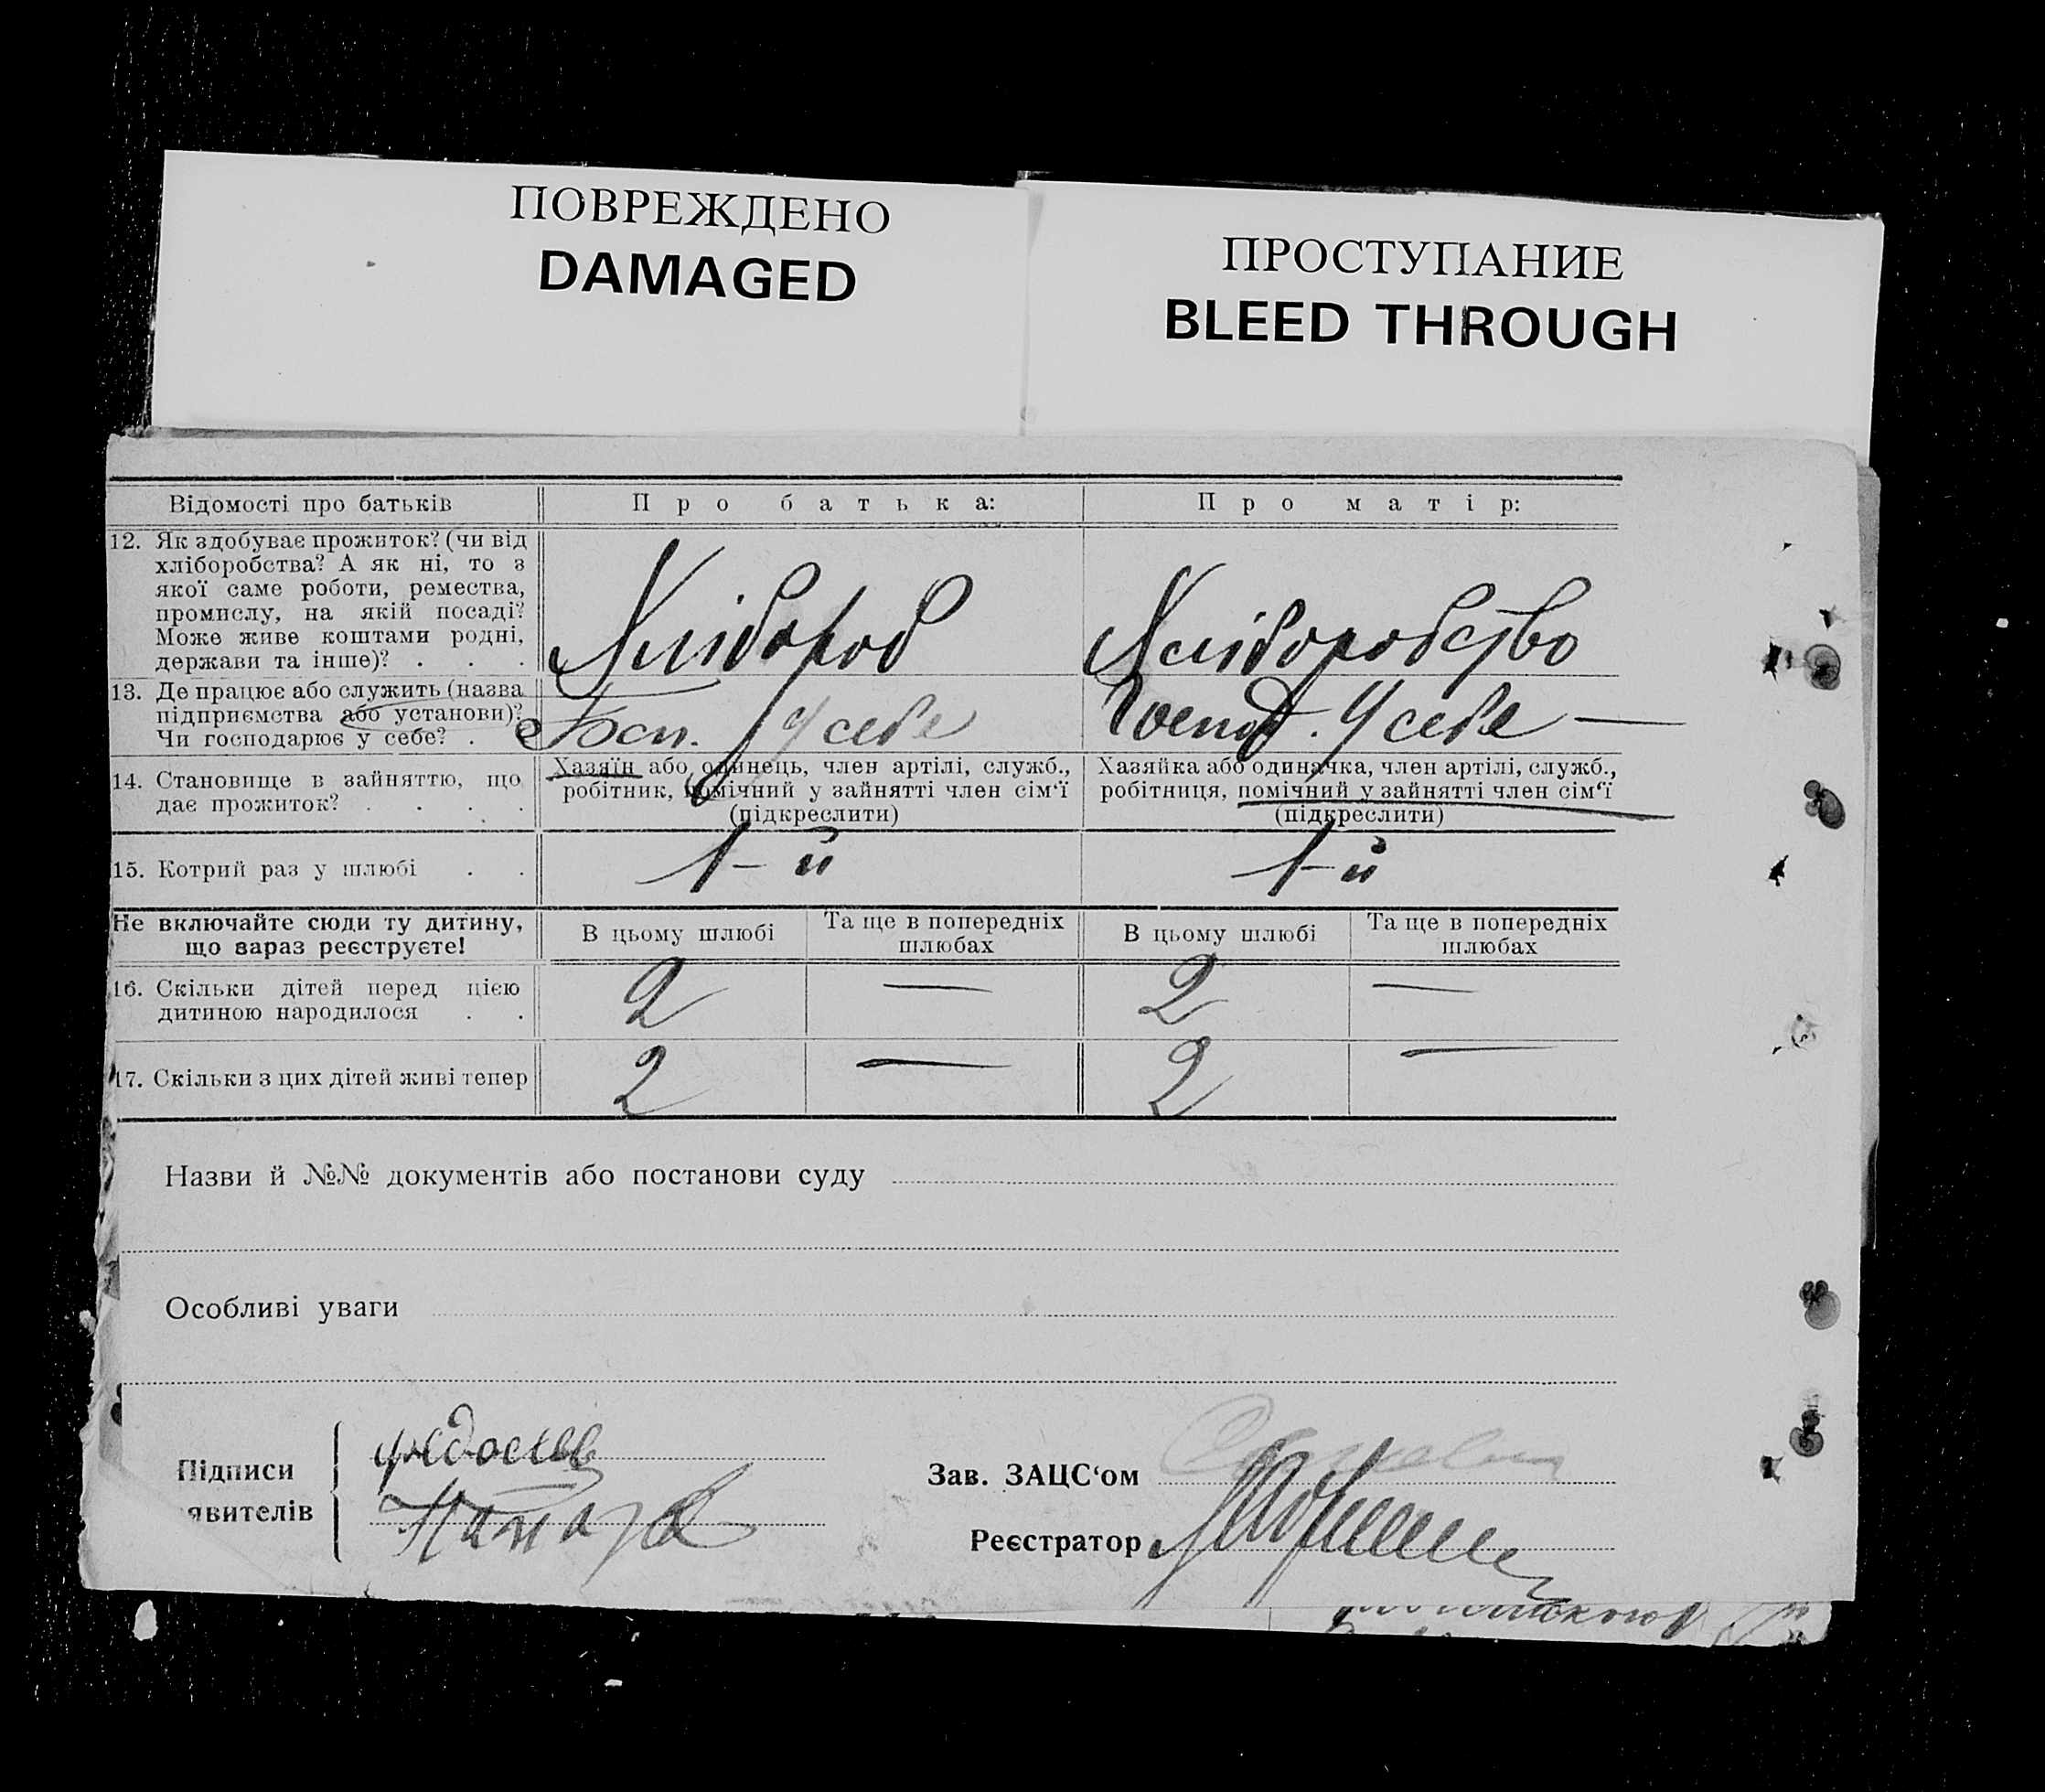 ПОВРЕЖДЕНО
DAMAGED
ПРОСТУПАНИЕ
BLEED THROUGH
Відомості про батьків
Про батька:
Про матір:
12. Як здобуває прожиток? (чи від
хліборобства? А як ні, то з
якої саме роботи, ремества,
промислу, на якій посаді?
Може живе коштами родні,
держави та інше)? . . .
Хлібороб
Хліборобство
13. Де працює або служить (назва
підприємства або установи)?
Чи господарює у себе? .
Госп. У себе
Господ. У себе —
14. Становище в зайняттю, що
дає прожиток? . . . .
Хазяїн або одинець, член артілі, служб.,
робітник, помічний у зайнятті член сім‘ї
(підкреслити)
Хазяйка або одиначка, член артілі, служб.,
робітниця, помічний у зайнятті член сім‘ї
(підкреслити)
15. Котрий раз у шлюбі . .
1-й
1-й
Не включайте сюди ту дитину,
що зараз реєструєте!
В цьому шлюбі
Та ще в попередніх
шлюбах
В цьому шлюбі
Та ще в попередніх
шлюбах
16. Скільки дітей перед цією
дитиною народилося . .
2 — 2 —
17. Скільки з цих дітей живі тепер
2 — 2 —
Назви й №№ документів або постанови суду
Особливі уваги
Підписи
явителів
Зав. ЗАЦС‘ом
Реєстратор